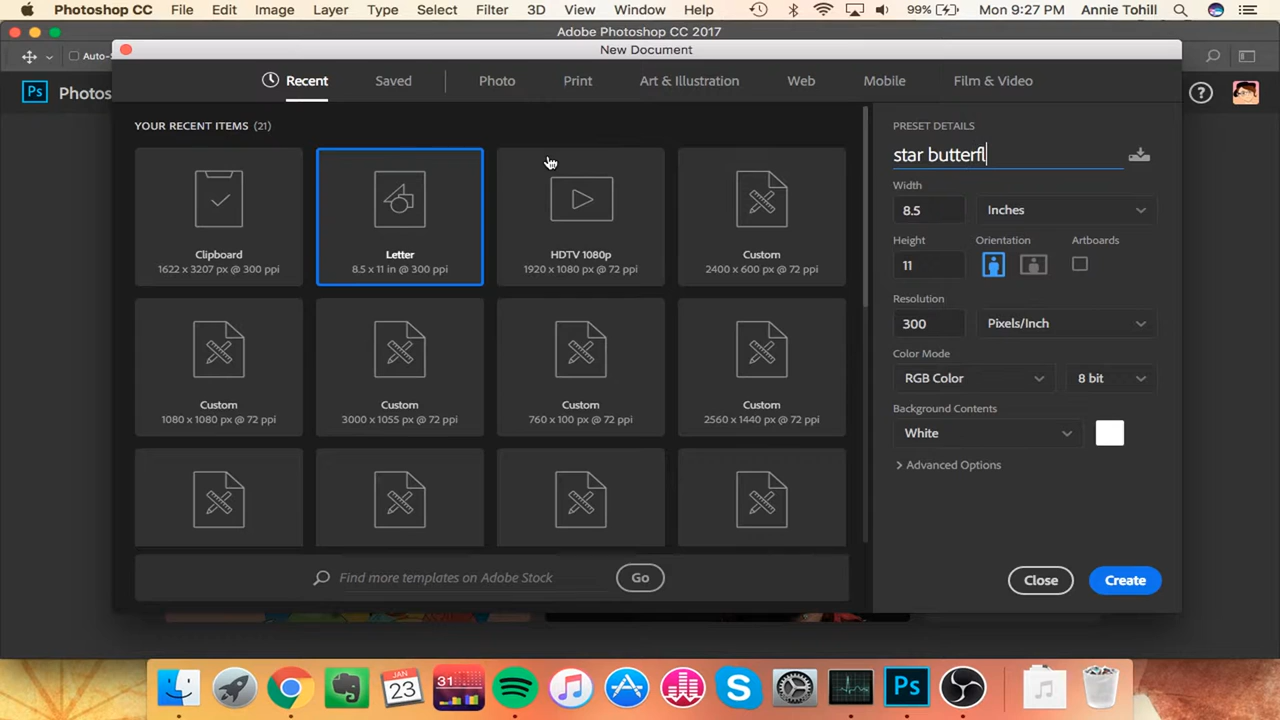 Photoshop CC File Edit Image Layer Type Select Filter 3D View Window Help 99% Mon 9:27 PM Annie Tohill
Adobe Photoshop CC 2017
New Document
Auto-
Ps Photos
Recent Saved Photo Print Art & Illustration Web Mobile Film & Video
?
YOUR RECENT ITEMS (21)
PRESET DETAILS
star butterfl
Width
8.5 Inches
Height Orientation Artboards
11
Resolution
300 Pixels/Inch
Color Mode
RGB Color 8 bit
Background Contents
White
Advanced Options
Clipboard
1622 x 3207 px @ 300 ppi
Letter
8.5 x 11 in @ 300 ppi
HDTV 1080p
1920 x 1080 px @ 72 ppi
Custom
2400 x 600 px @ 72 ppi
Custom
1080 x 1080 px @ 72 ppi
Custom
3000 x 1055 px @ 72 ppi
Custom
760 x 100 px @ 72 ppi
Custom
2560 x 1440 px @ 72 ppi
Find more templates on Adobe Stock Go
Close Create
JAN
23
31
Ps